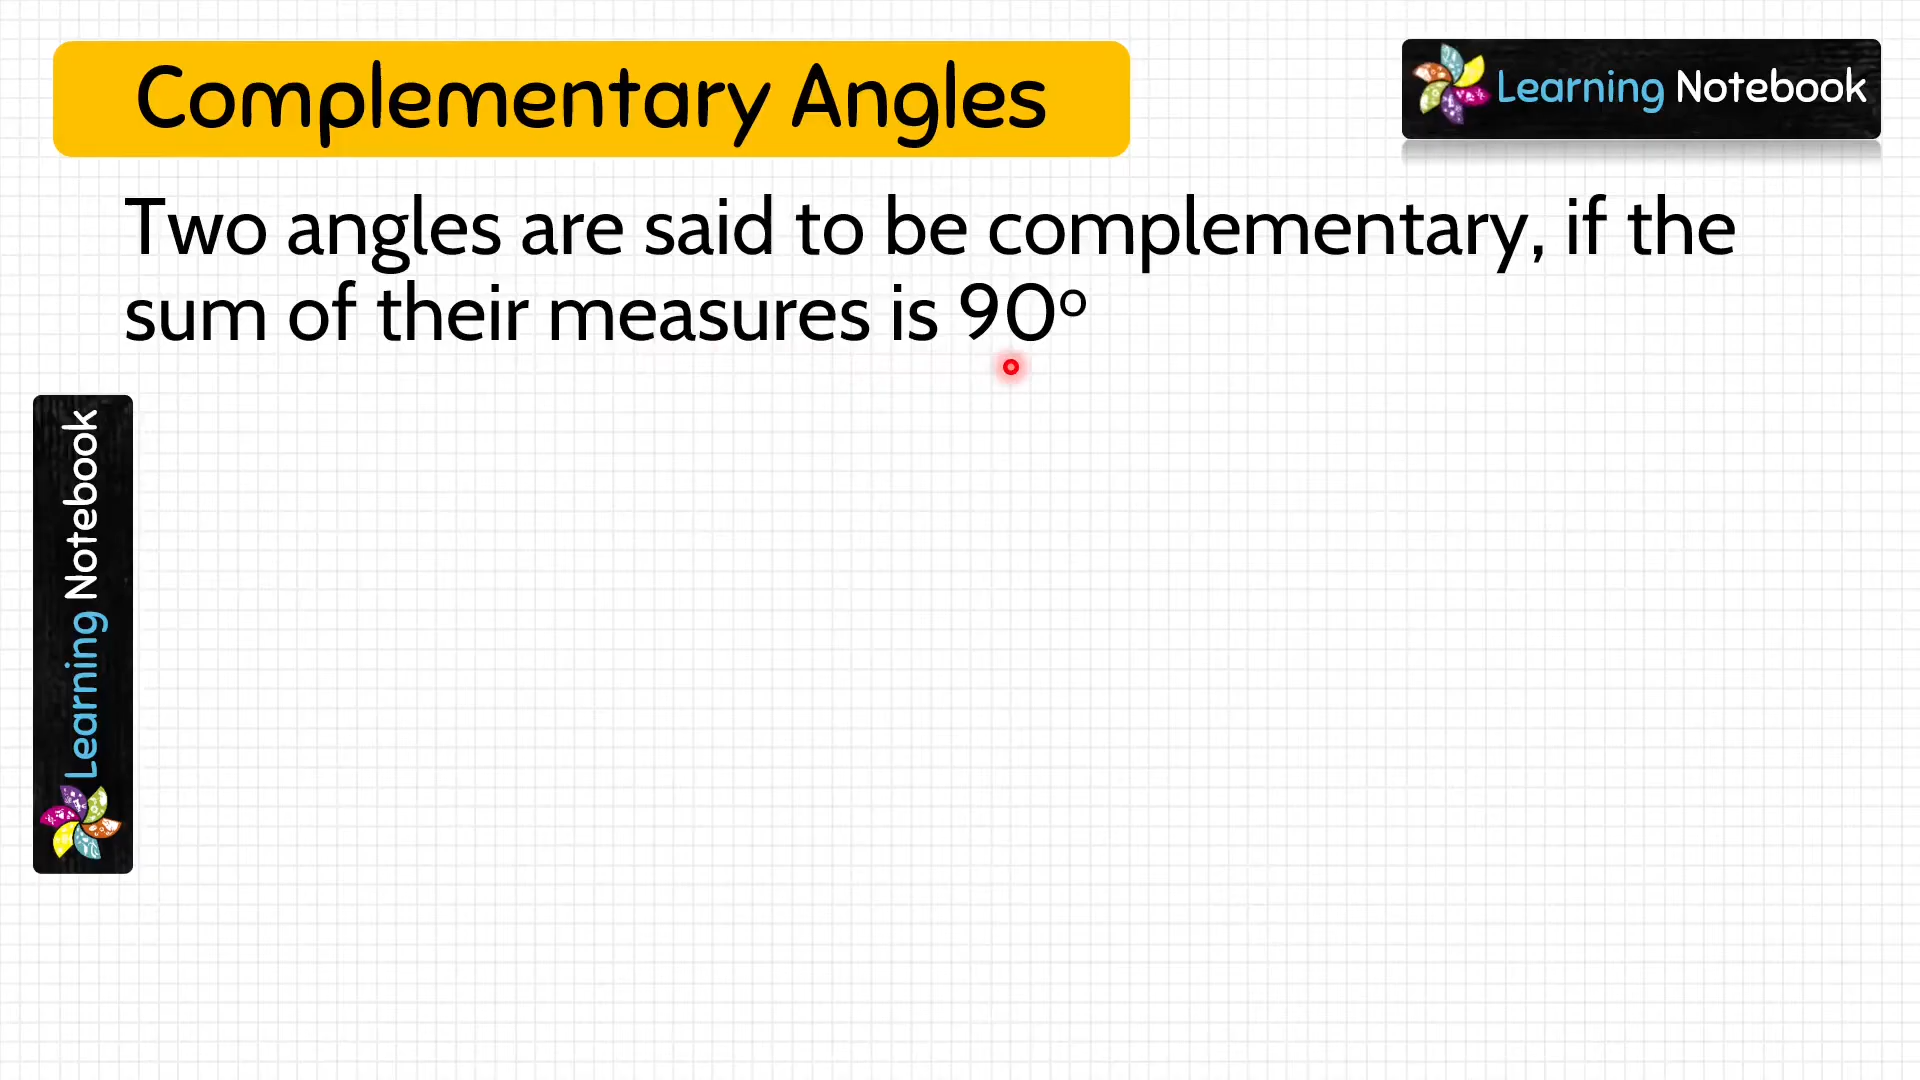 Complementary Angles
Learning Notebook
Two angles are said to be complementary, if the
sum of their measures is 90º
Learning Notebook